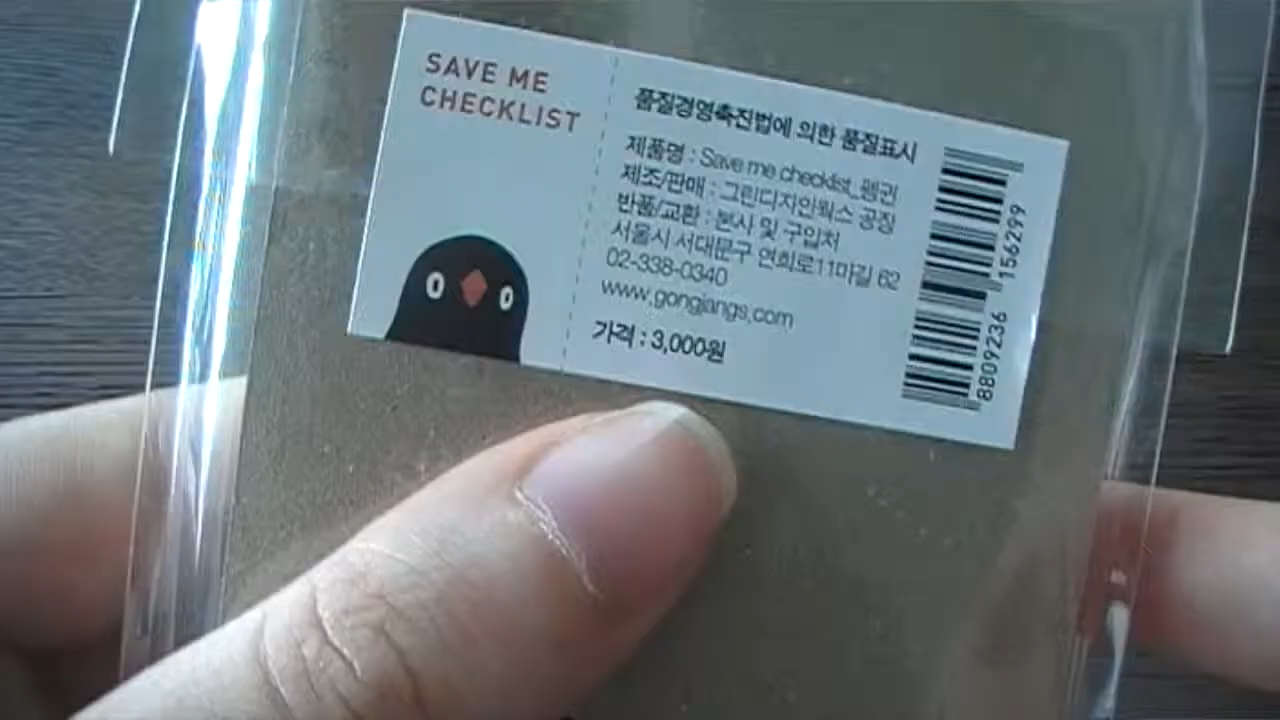 SAVE ME
CHECKLIST
품질경영촉진법에 의한 품질표시
제품명 : Save me checklist_펭귄
제조/판매 : 그린디자인웍스 공장
반품/교환 : 본사 및 구입처
서울시 서대문구 연희로11마길 62
02-338-0340
www.gongjangs.com
가격 : 3,000원
8809236 156299